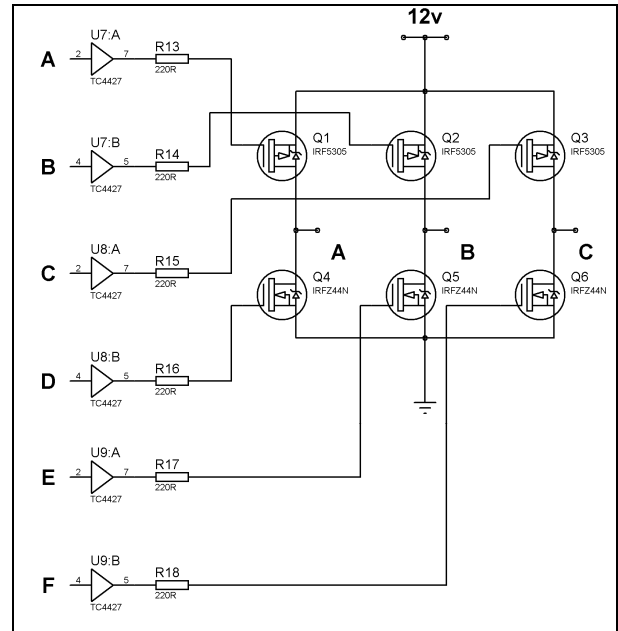 12v
A
U7:A
2
7
TC4427
R13
220R
B
U7:B
4
5
TC4427
R14
220R
C
U8:A
2
7
TC4427
R15
220R
D
U8:B
4
5
TC4427
R16
220R
E
U9:A
2
7
TC4427
R17
220R
F
U9:B
4
5
TC4427
R18
220R
Q1
IRF5305
Q2
IRF5305
Q3
IRF5305
A
B
C
Q4
IRFZ44N
Q5
IRFZ44N
Q6
IRFZ44N